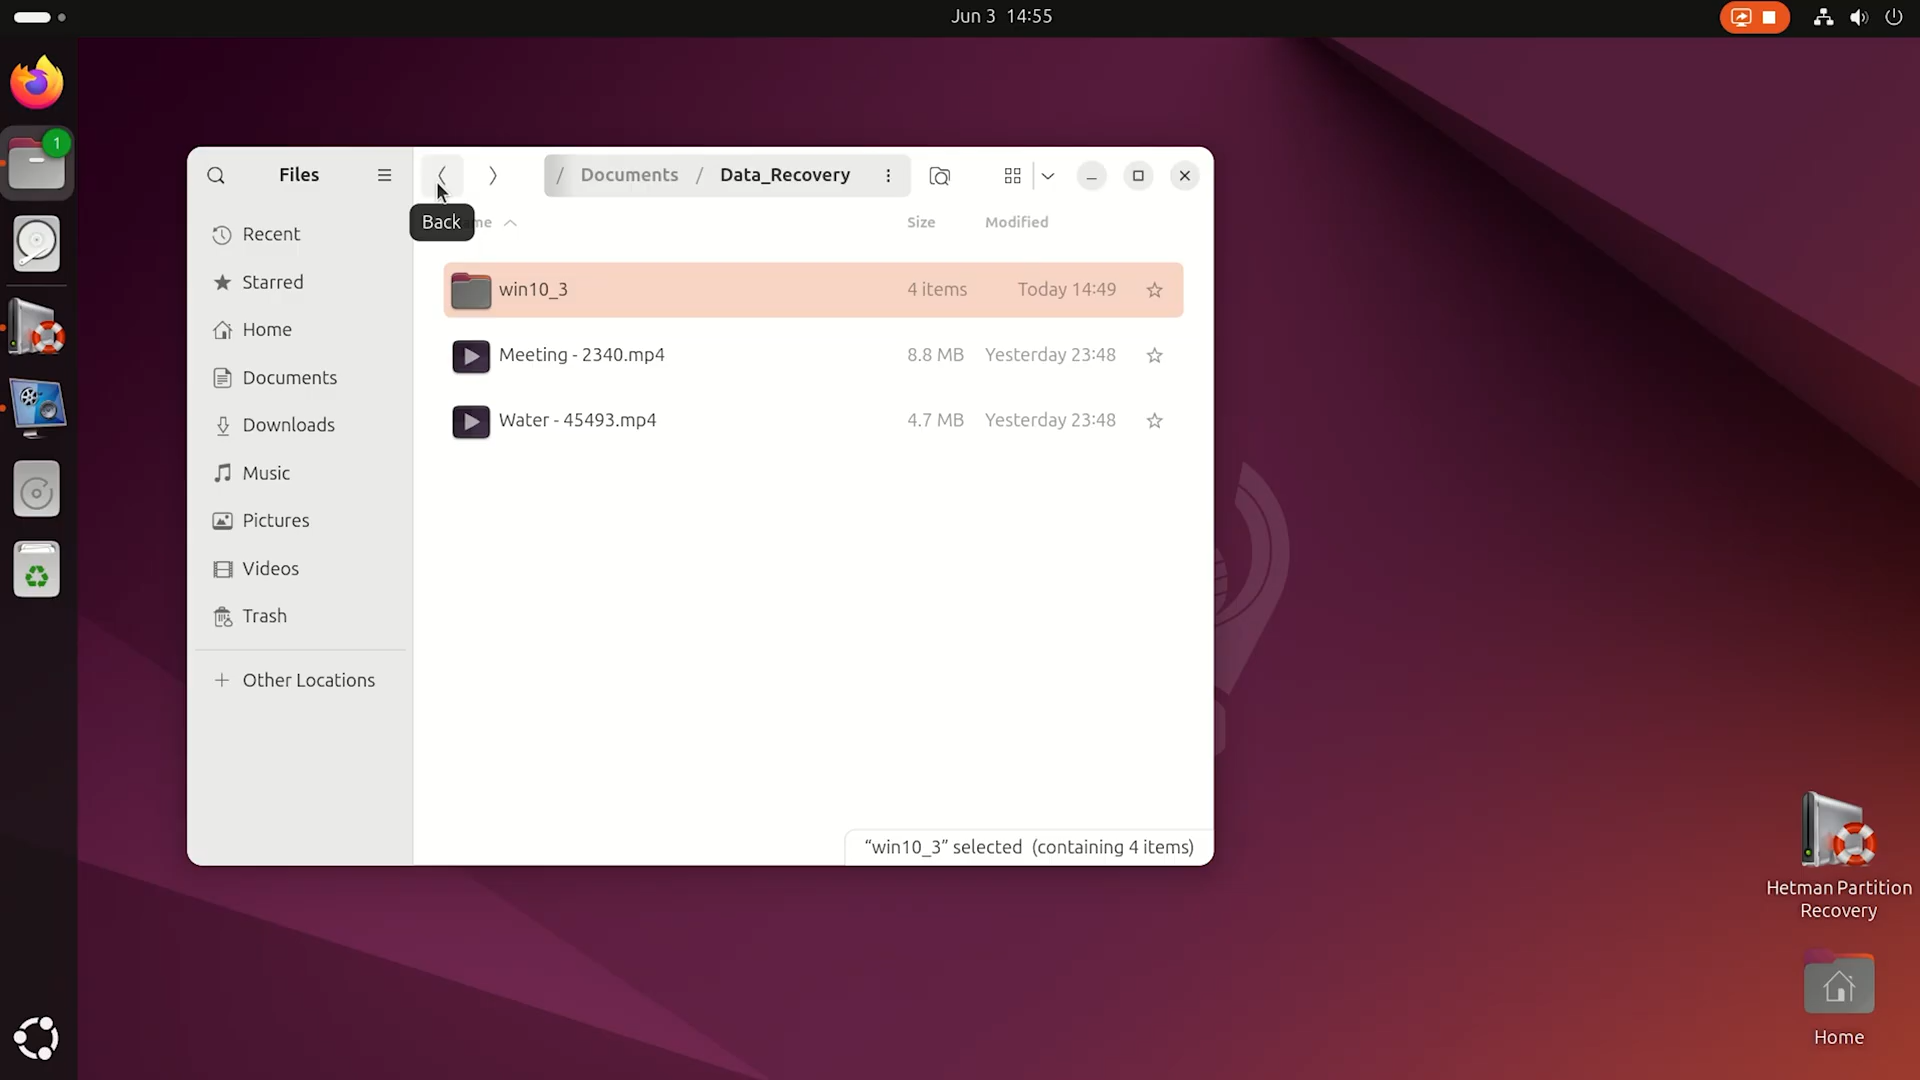 Jun 3 14:55
1
Files
/ Documents / Data_Recovery
Back
me
Size
Modified
Recent
Starred
Home
Documents
Downloads
Music
Pictures
Videos
Trash
Other Locations
win10_3 4 items Today 14:49
Meeting - 2340.mp4 8.8 MB Yesterday 23:48
Water - 45493.mp4 4.7 MB Yesterday 23:48
“win10_3” selected (containing 4 items)
Hetman Partition
Recovery
Home